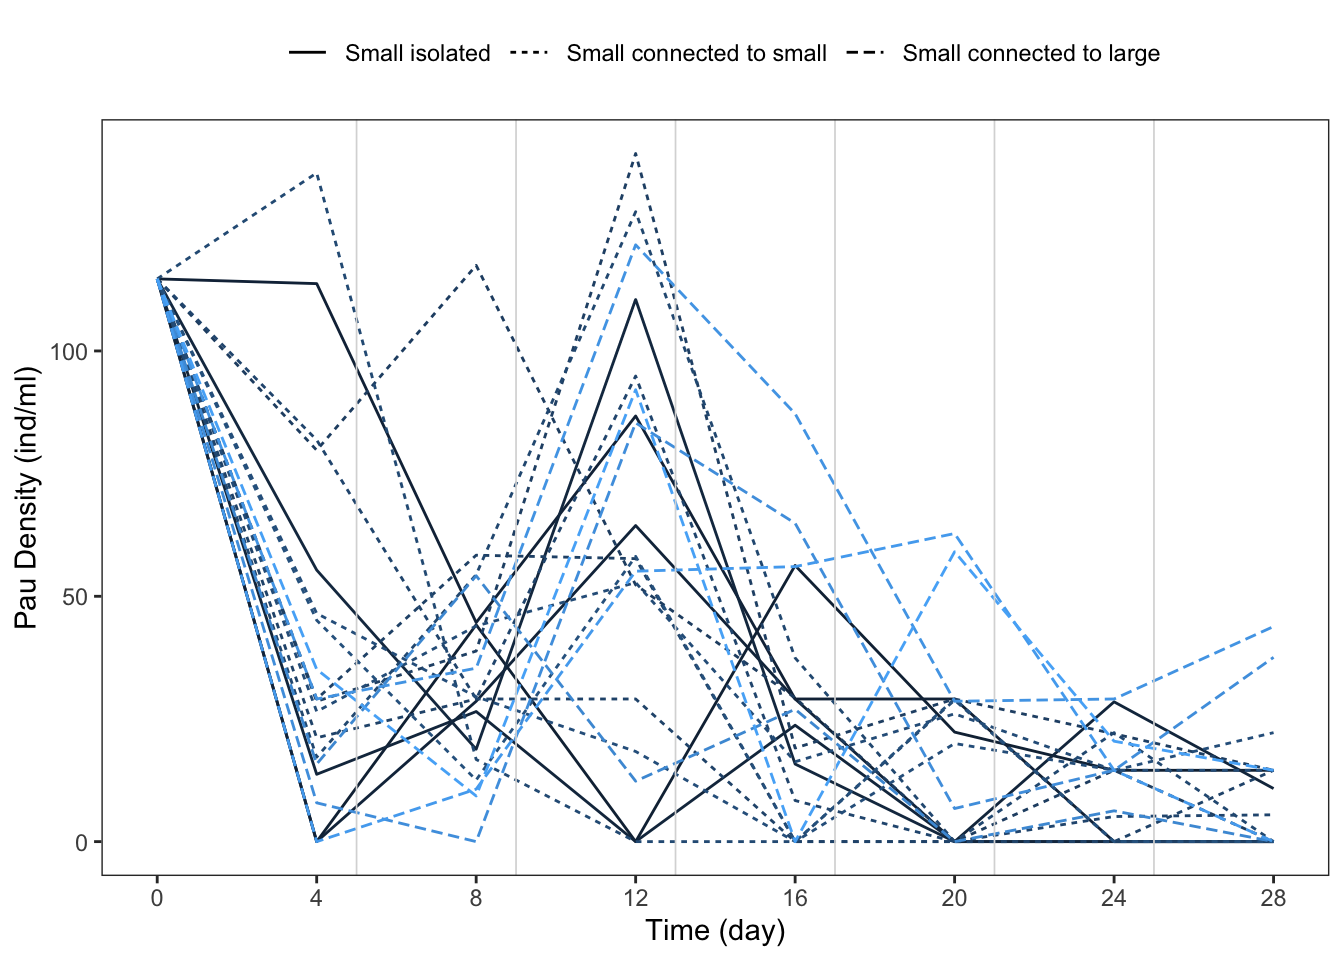 Small isolated Small connected to small Small connected to large
Pau Density (ind/ml)
100
50
0
0 4 8 12 16 20 24 28
Time (day)